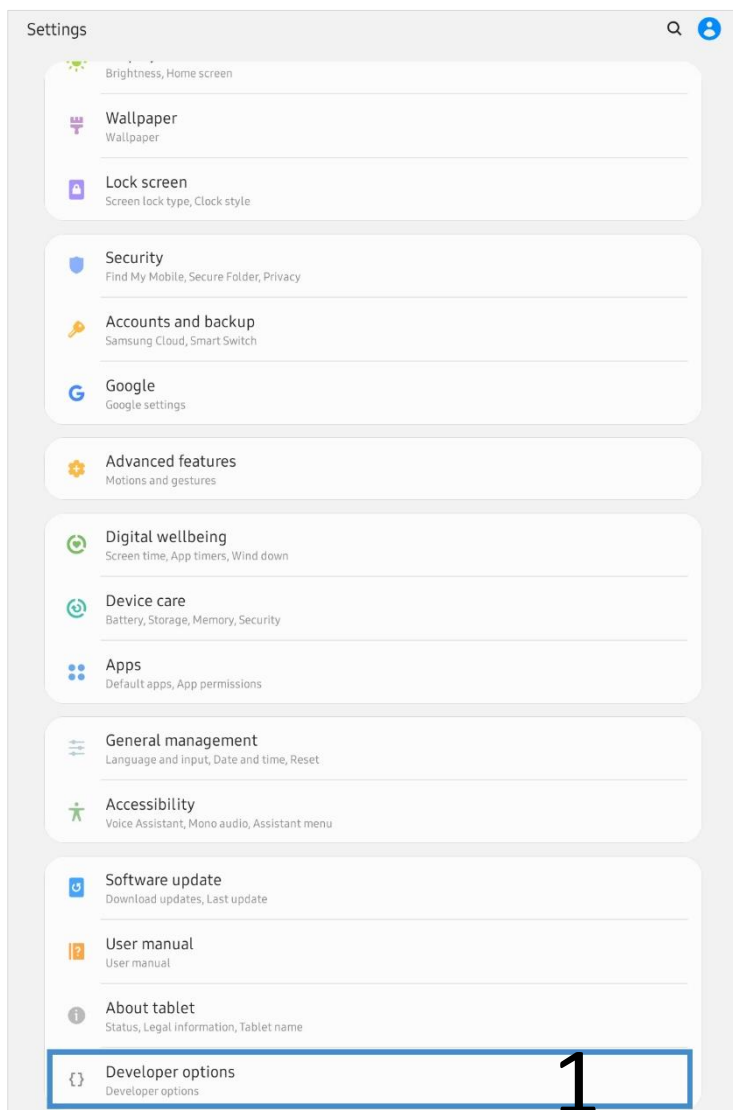 Settings
Brightness, Home screen
Wallpaper
Wallpaper
Lock screen
Screen lock type, Clock style
Security
Find My Mobile, Secure Folder, Privacy
Accounts and backup
Samsung Cloud, Smart Switch
Google
Google settings
Advanced features
Motions and gestures
Digital wellbeing
Screen time, App timers, Wind down
Device care
Battery, Storage, Memory, Security
Apps
Default apps, App permissions
General management
Language and input, Date and time, Reset
Accessibility
Voice Assistant, Mono audio, Assistant menu
Software update
Download updates, Last update
User manual
User manual
About tablet
Status, Legal information, Tablet name
{} Developer options
Developer options
1